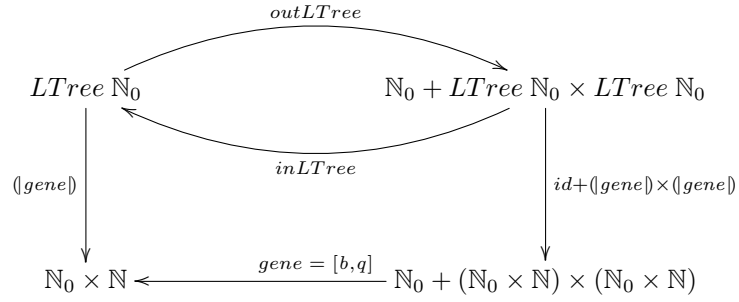 outLTree
LTree ℕ₀ ℕ₀ + LTree ℕ₀ × LTree ℕ₀
inLTree
⦇gene⦈ id+⦇gene⦈×⦇gene⦈
gene = [b,q]
ℕ₀ × ℕ ℕ₀ + (ℕ₀ × ℕ) × (ℕ₀ × ℕ)